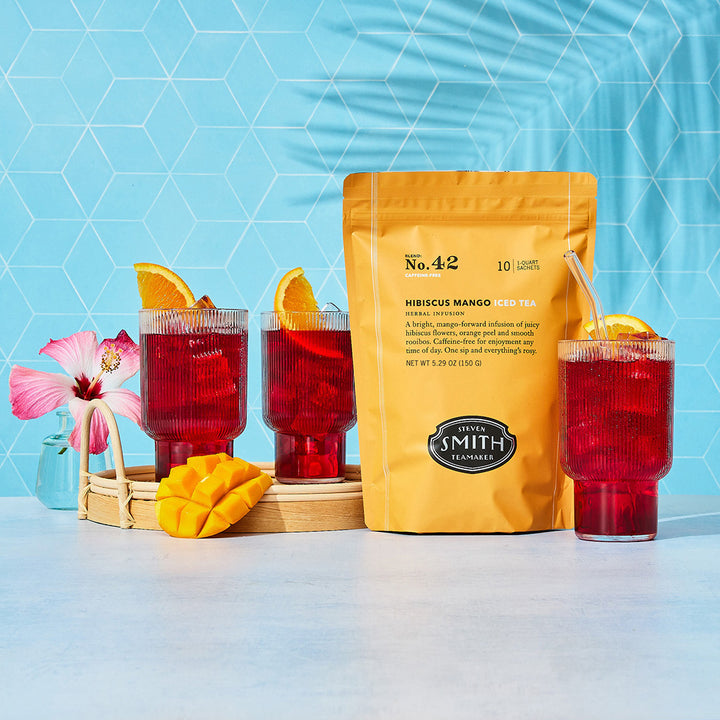 BLEND:
No. 42
CAFFEINE-FREE
10 1-QUART
SACHETS
HIBISCUS MANGO ICED TEA
HERBAL INFUSION
A bright, mango-forward infusion of juicy
hibiscus flowers, orange peel and smooth
rooibos. Caffeine-free for enjoyment any
time of day. One sip and everything's rosy.
NET WT 5.29 OZ (150 G)
STEVEN
SMITH
TEAMAKER